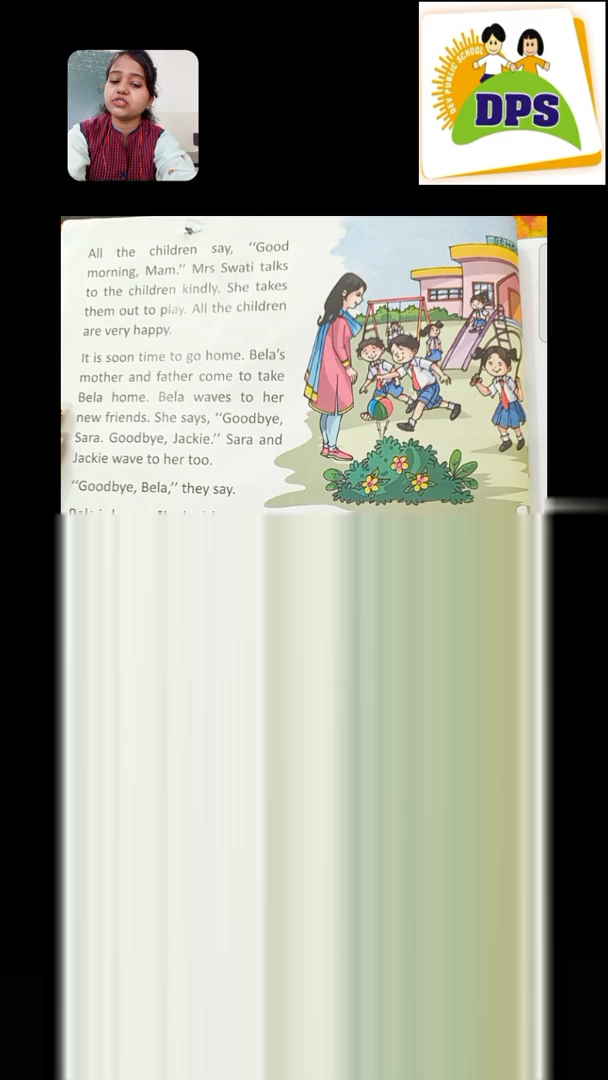 DEV PUBLIC SCHOOL
DPS
All the children say, “Good
morning, Mam.” Mrs Swati talks
to the children kindly. She takes
them out to play. All the children
are very happy.
It is soon time to go home. Bela’s
mother and father come to take
Bela home. Bela waves to her
new friends. She says, “Goodbye,
Sara. Goodbye, Jackie.” Sara and
Jackie wave to her too.
“Goodbye, Bela,” they say.